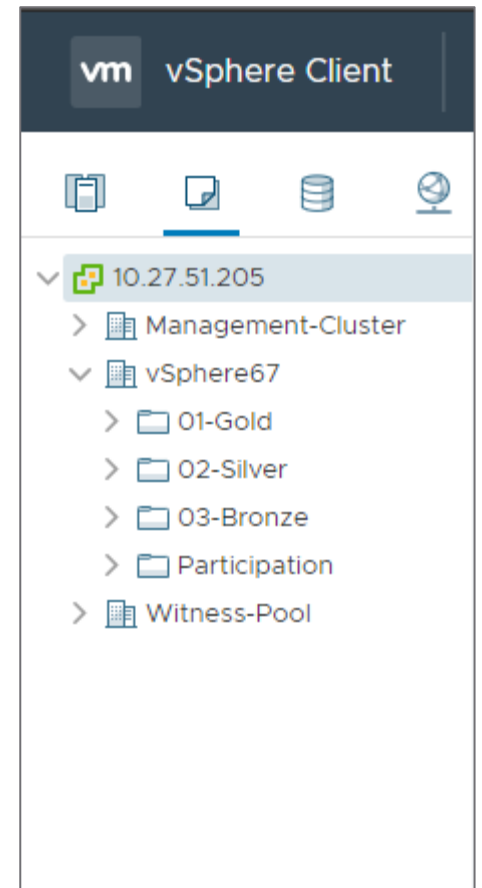 vm vSphere Client
10.27.51.205
Management-Cluster
vSphere67
01-Gold
02-Silver
03-Bronze
Participation
Witness-Pool